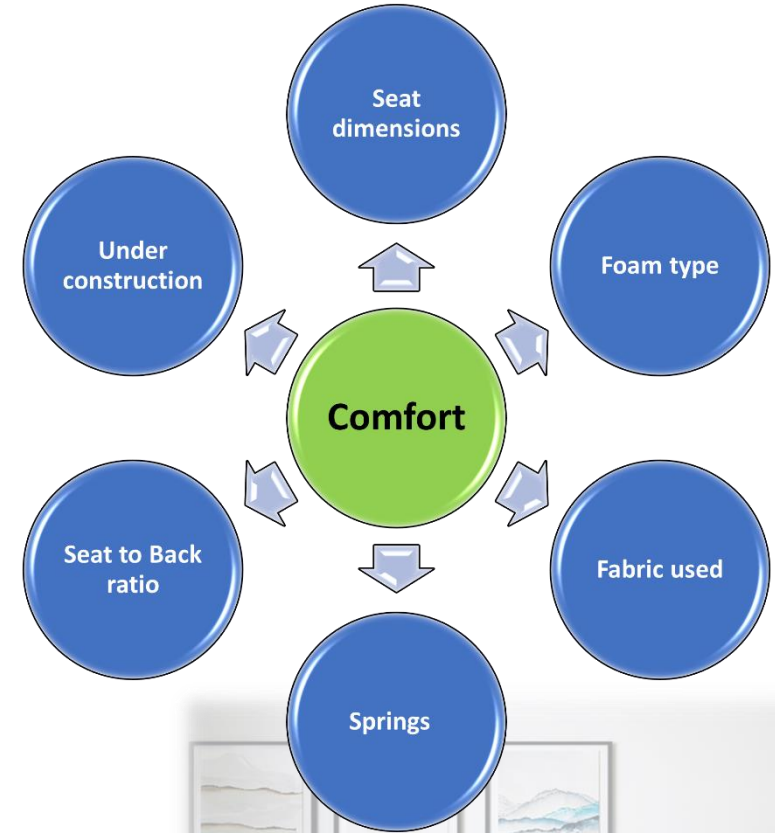 Seat
dimensions
Under
construction
Foam type
Comfort
Seat to Back
ratio
Fabric used
Springs